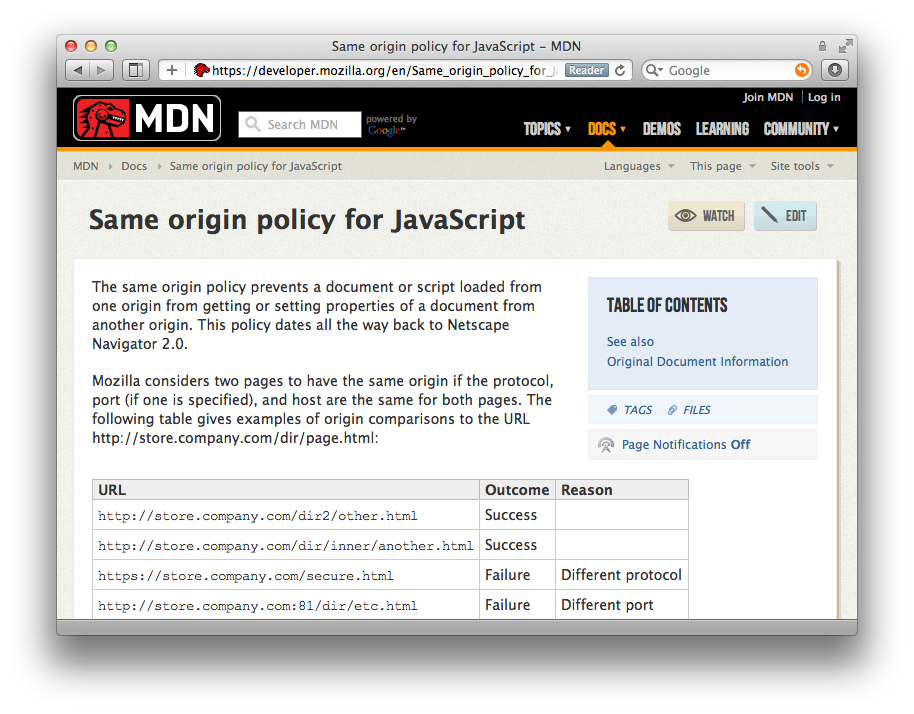 Same origin policy for JavaScript – MDN
https://developer.mozilla.org/en/Same_origin_policy_for_J
Reader
Google
Join MDN
Log in
MDN
Search MDN
powered by
Google™
TOPICS
DOCS
DEMOS
LEARNING
COMMUNITY
MDN
Docs
Same origin policy for JavaScript
Languages
This page
Site tools
Same origin policy for JavaScript
WATCH
EDIT
The same origin policy prevents a document or script loaded from
one origin from getting or setting properties of a document from
another origin. This policy dates all the way back to Netscape
Navigator 2.0.
Mozilla considers two pages to have the same origin if the protocol,
port (if one is specified), and host are the same for both pages. The
following table gives examples of origin comparisons to the URL
http://store.company.com/dir/page.html:
TABLE OF CONTENTS
See also
Original Document Information
TAGS
FILES
Page Notifications Off
URL Outcome Reason
http://store.company.com/dir2/other.html Success
http://store.company.com/dir/inner/another.html Success
https://store.company.com/secure.html Failure Different protocol
http://store.company.com:81/dir/etc.html Failure Different port